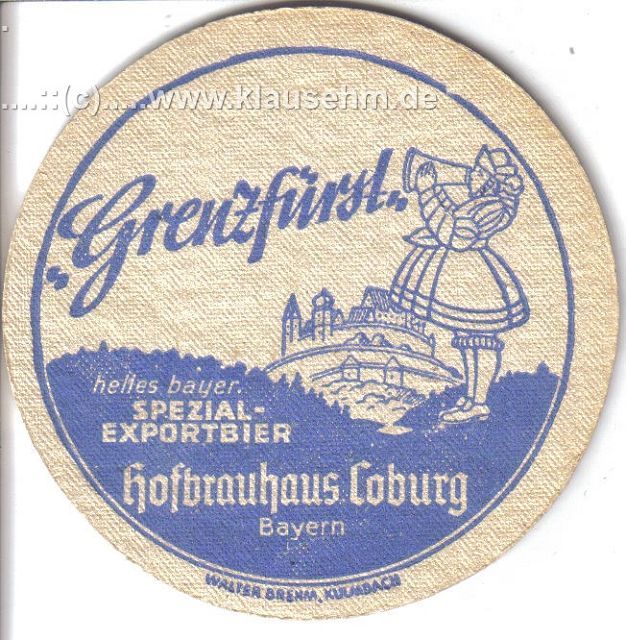 .....::(c).....www.klausehm.de
„Grenzfürst“
helles bayer.
SPEZIAL-
EXPORTBIER
Hofbrauhaus Coburg
Bayern
WALTER BREHM, KULMBACH